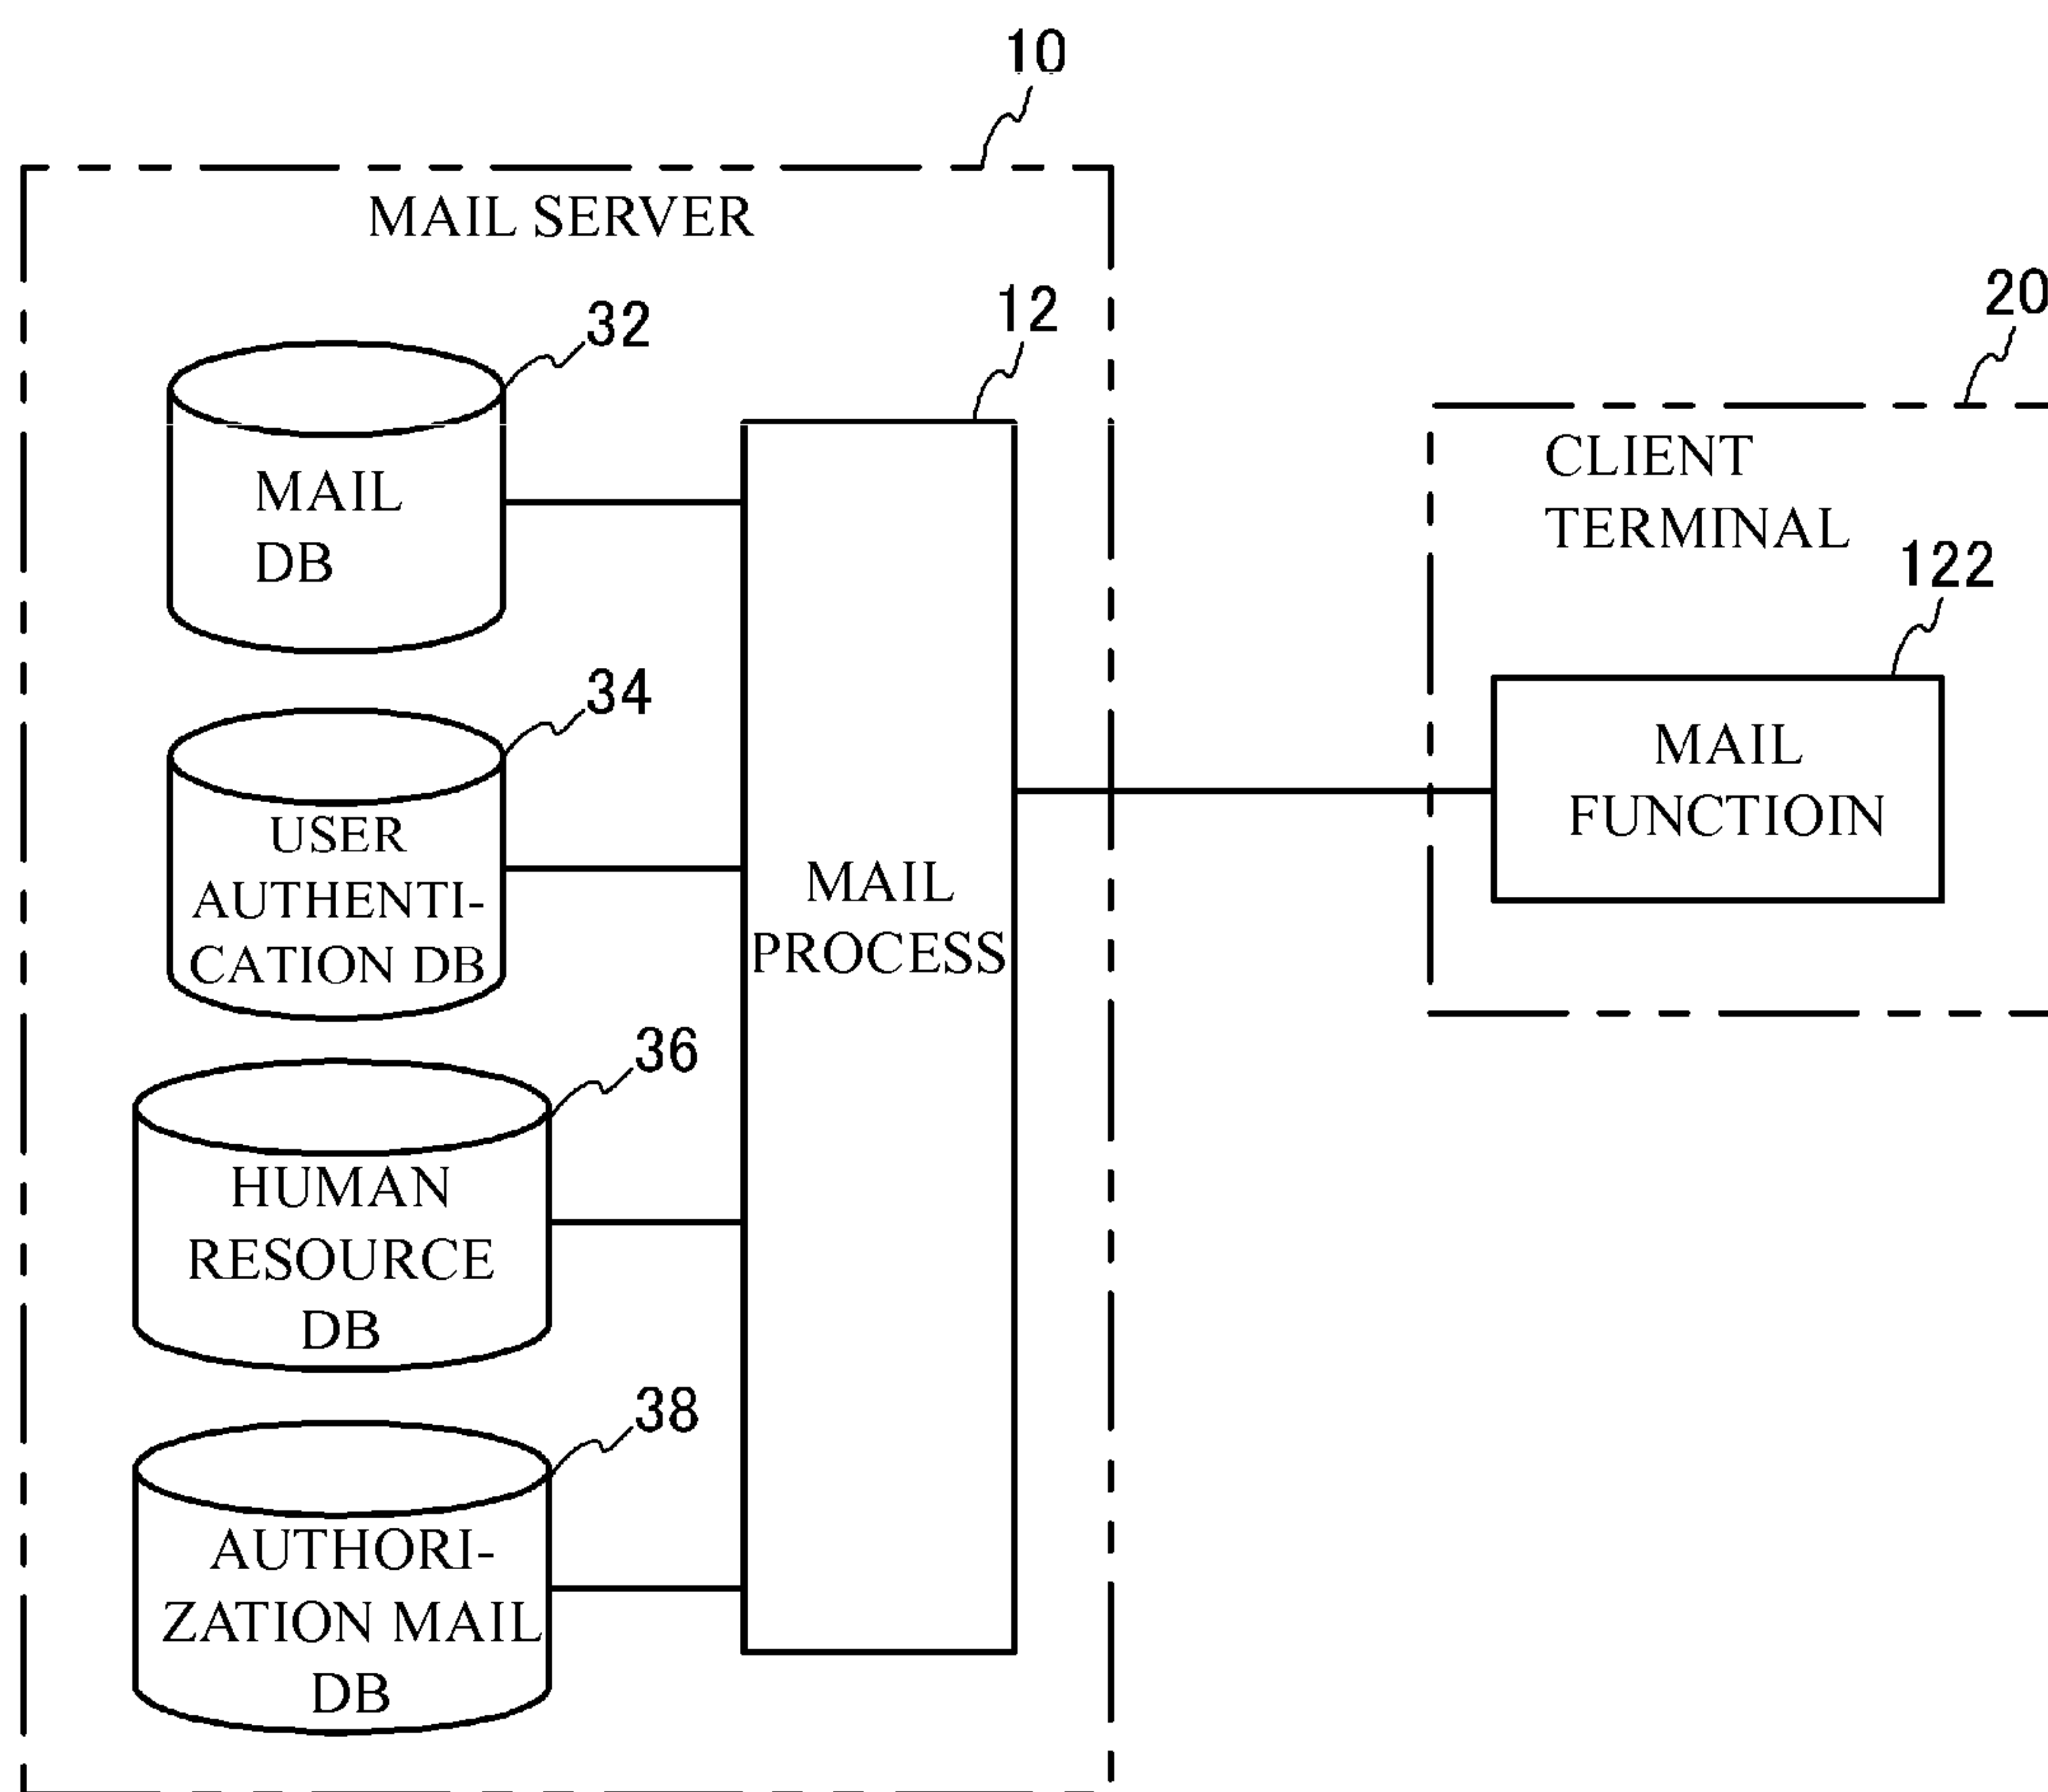 10
MAIL SERVER
32
MAIL
DB
34
USER
AUTHENTI-
CATION DB
36
HUMAN
RESOURCE
DB
38
AUTHORI-
ZATION MAIL
DB
12
MAIL
PROCESS
20
CLIENT
TERMINAL
122
MAIL
FUNCTIOIN